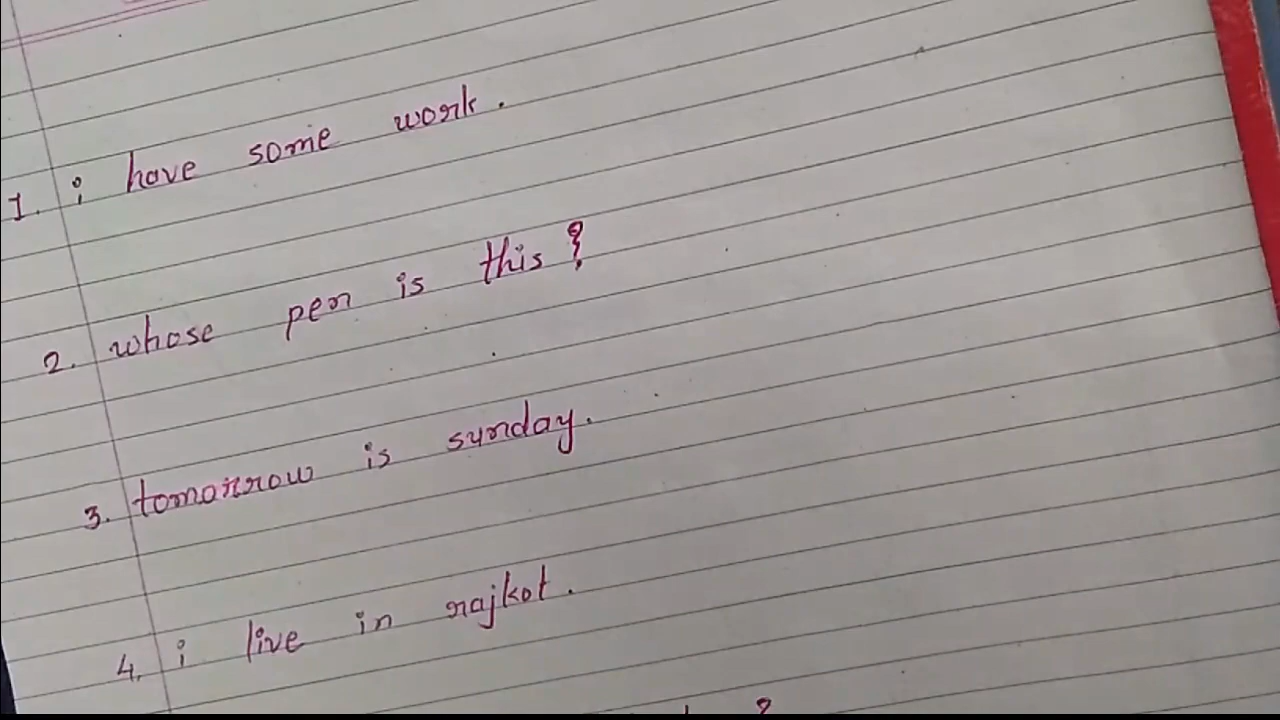 1. i have some work.
2. whose pen is this?
3. tomorrow is sunday.
4. i live in rajkot.
?